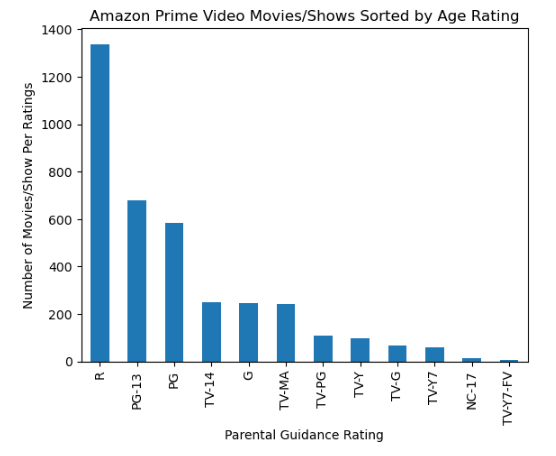 Amazon Prime Video Movies/Shows Sorted by Age Rating
Number of Movies/Show Per Ratings
1400
1200
1000
800
600
400
200
0
R
PG-13
PG
TV-14
G
TV-MA
TV-PG
TV-Y
TV-G
TV-Y7
NC-17
TV-Y7-FV
Parental Guidance Rating